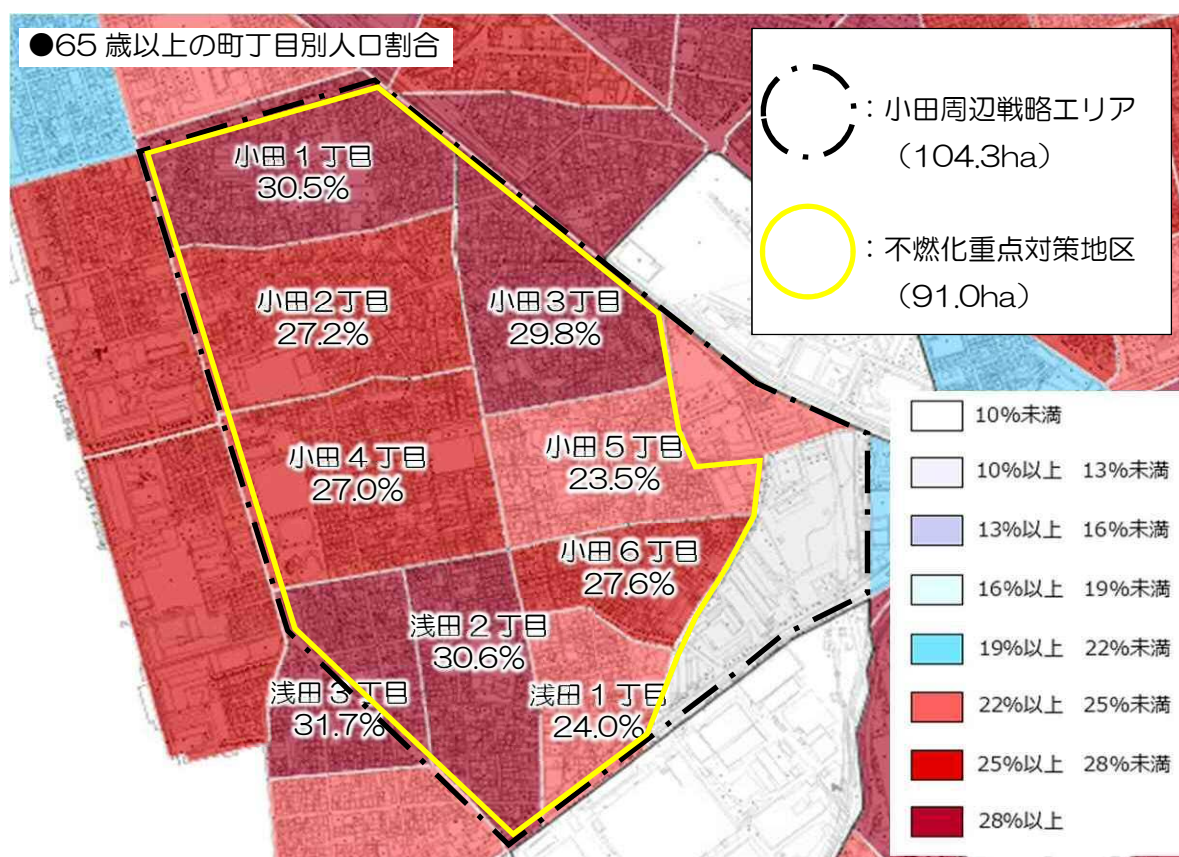 ●65歳以上の町丁目別人口割合
：小田周辺戦略エリア
（104.3ha）
：不燃化重点対策地区
（91.0ha）
小田１丁目
30.5%
小田２丁目
27.2%
小田３丁目
29.8%
小田４丁目
27.0%
小田５丁目
23.5%
小田６丁目
27.6%
浅田２丁目
30.6%
浅田３丁目
31.7%
浅田１丁目
24.0%
10%未満
10%以上 13%未満
13%以上 16%未満
16%以上 19%未満
19%以上 22%未満
22%以上 25%未満
25%以上 28%未満
28%以上